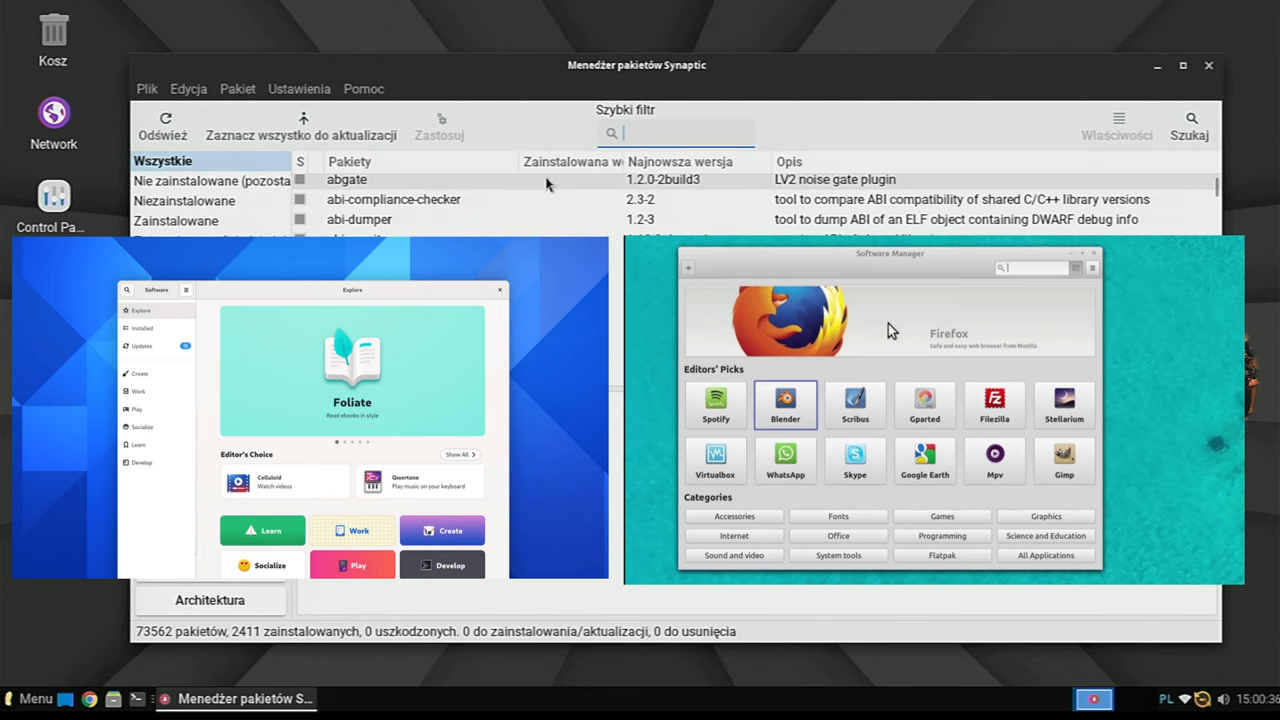 Kosz
Network
Control Pa...
Menedżer pakietów Synaptic
Plik Edycja Pakiet Ustawienia Pomoc
Odśwież Zaznacz wszystko do aktualizacji Zastosuj
Szybki filtr
Właściwości Szukaj
Wszystkie
Nie zainstalowane (pozosta
Niezainstalowane
Zainstalowane
S Pakiety Zainstalowana we Najnowsza wersja Opis
abgate 1.2.0-2build3 LV2 noise gate plugin
abi-compliance-checker 2.3-2 tool to compare ABI compatibility of shared C/C++ library versions
abi-dumper 1.2-3 tool to dump ABI of an ELF object containing DWARF debug info
Software Explore
Explore
Installed
Updates
Create
Work
Play
Socialize
Learn
Develop
Foliate
Read ebooks in style
Editor's Choice Show All
Celluloid
Watch videos
Qwertone
Play music on your keyboard
Learn Work Create
Socialize Play Develop
Software Manager
Firefox
Safe and easy web browser from Mozilla
Editors' Picks
Spotify Blender Scribus Gparted Filezilla Stellarium
Virtualbox WhatsApp Skype Google Earth Mpv Gimp
Categories
Accessories Fonts Games Graphics
Internet Office Programming Science and Education
Sound and video System tools Flatpak All Applications
Architektura
73562 pakietów, 2411 zainstalowanych, 0 uszkodzonych. 0 do zainstalowania/aktualizacji, 0 do usunięcia
Menu Menedżer pakietów S... PL 15:00:36